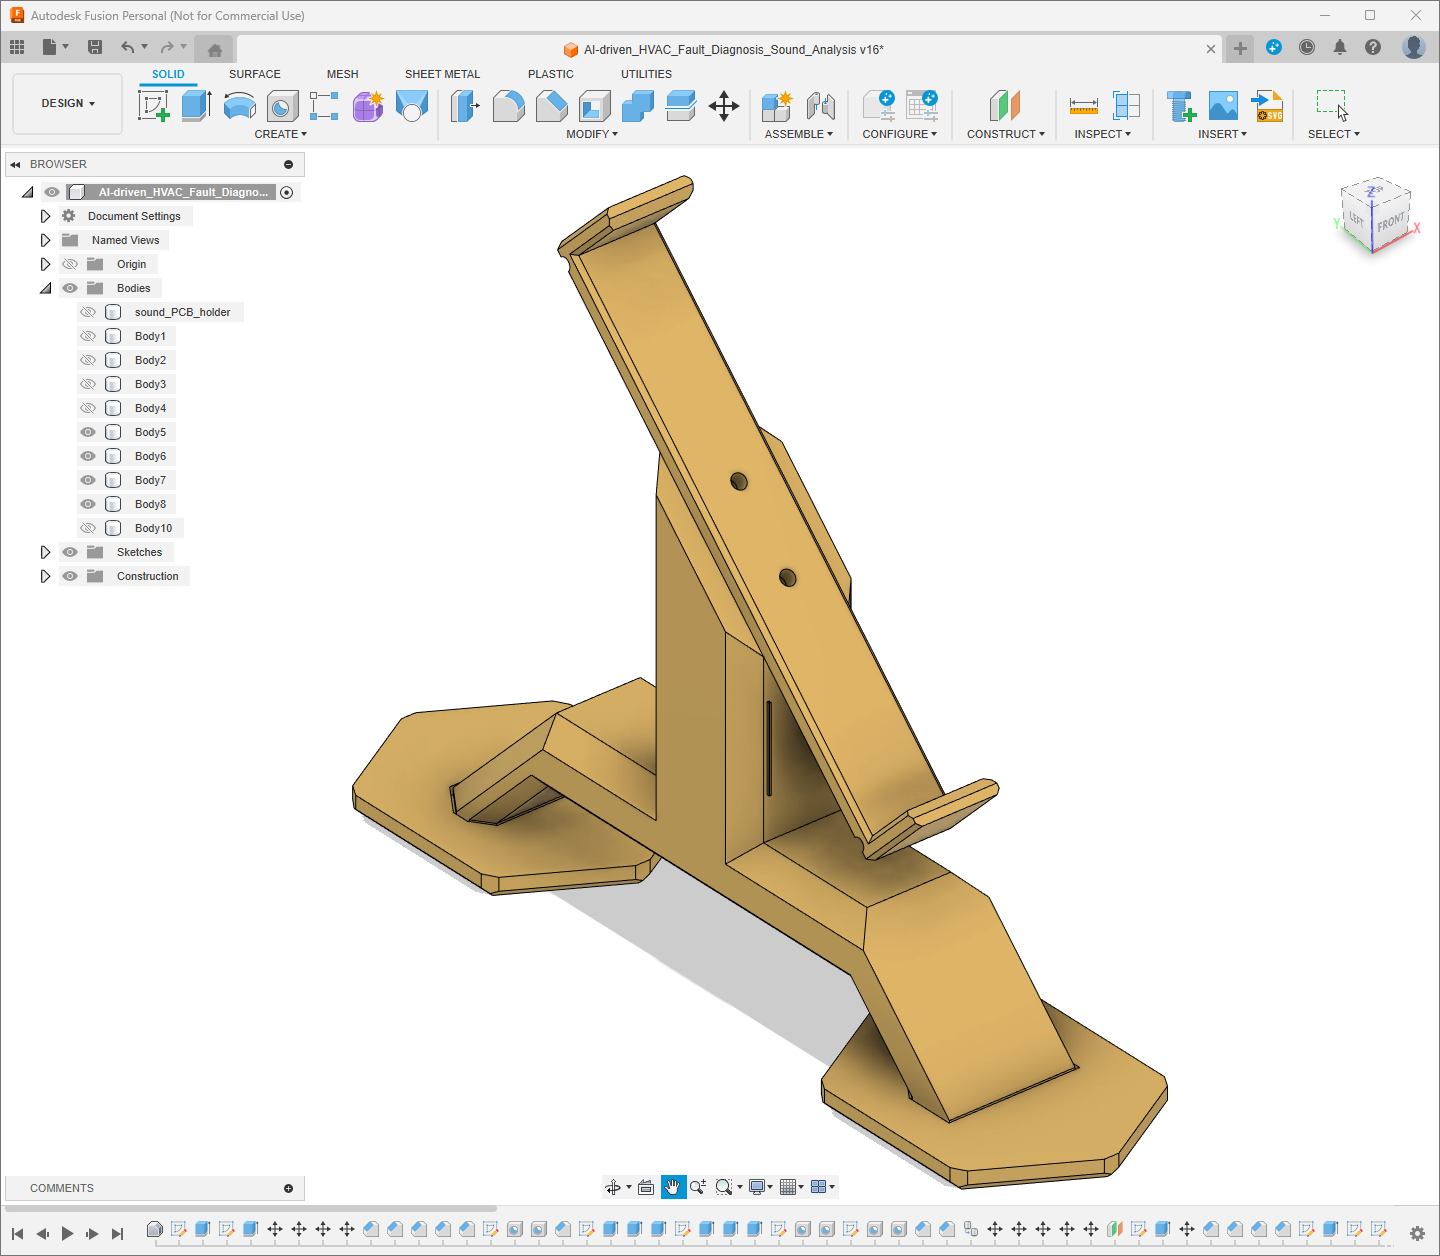 Autodesk Fusion Personal (Not for Commercial Use)
AI-driven_HVAC_Fault_Diagnosis_Sound_Analysis v16*
DESIGN
SOLID
SURFACE
MESH
SHEET METAL
PLASTIC
UTILITIES
CREATE
MODIFY
ASSEMBLE
CONFIGURE
CONSTRUCT
INSPECT
INSERT
SELECT
SVG
BROWSER
AI-driven_HVAC_Fault_Diagno...
Document Settings
Named Views
Origin
Bodies
sound_PCB_holder
Body1
Body2
Body3
Body4
Body5
Body6
Body7
Body8
Body10
Sketches
Construction
Z
Y
X
LEFT
FRONT
COMMENTS